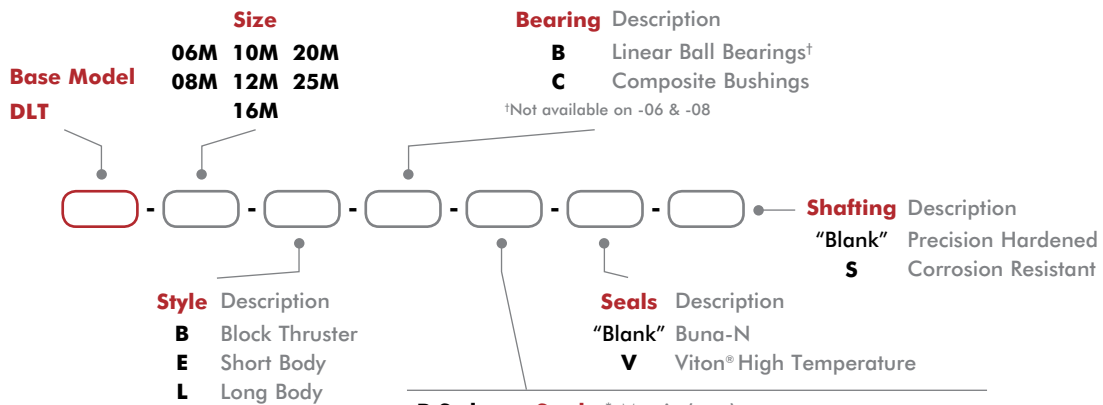 Size
06M 10M 20M
08M 12M 25M
16M
Base Model
DLT
Bearing Description
B Linear Ball Bearings†
C Composite Bushings
†Not available on -06 & -08
- - - - - -
Shafting Description
"Blank" Precision Hardened
S Corrosion Resistant
Style Description
B Block Thruster
E Short Body
L Long Body
Seals Description
"Blank" Buna-N
V Viton® High Temperature